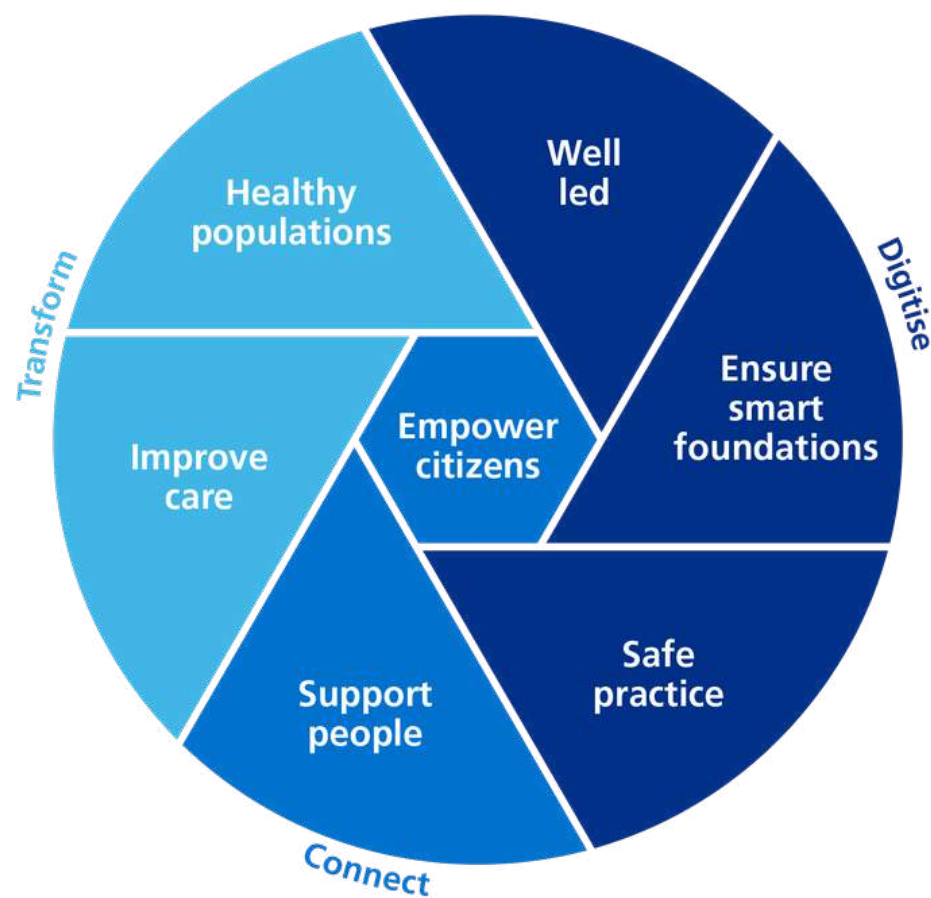 Well
led
Healthy
populations
Digitise
Transform
Ensure
smart
foundations
Empower
citizens
Improve
care
Safe
practice
Support
people
Connect